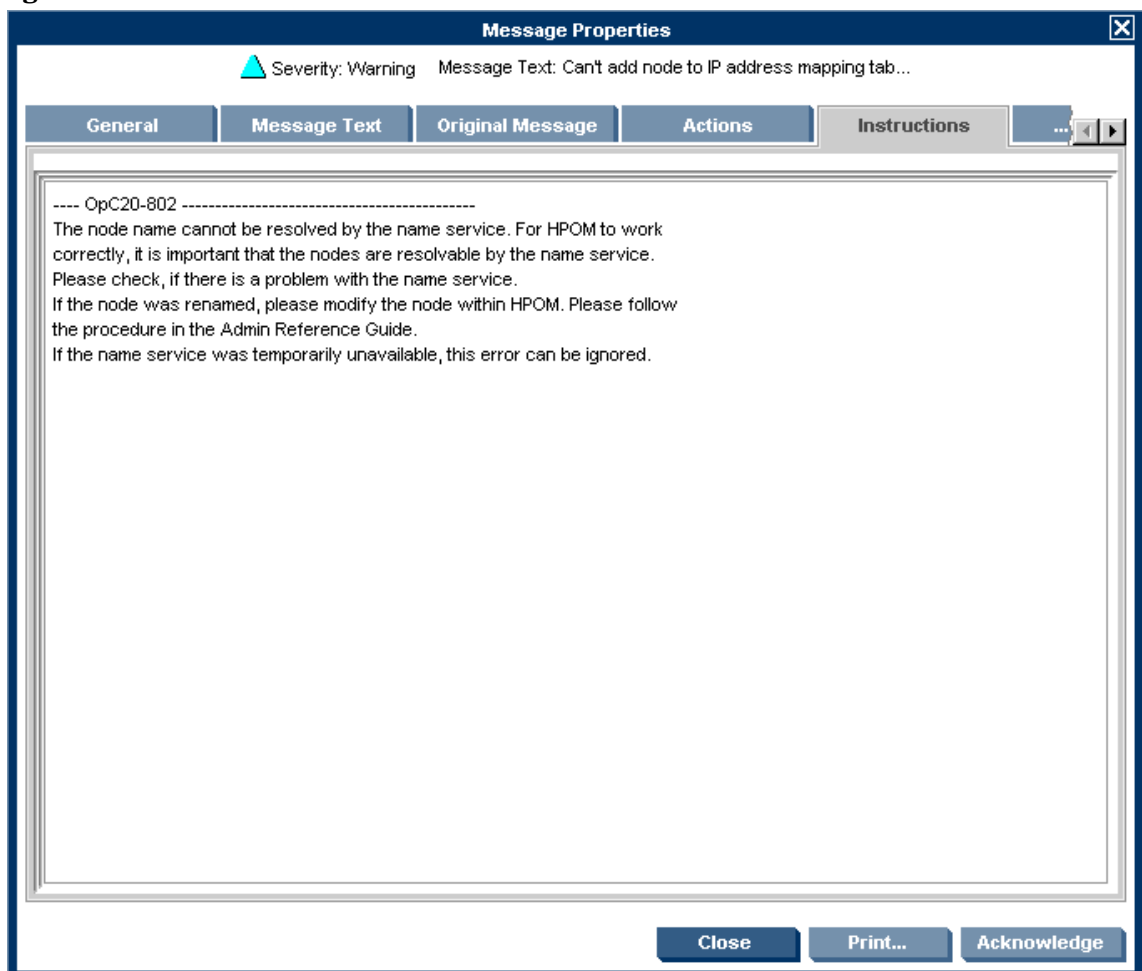 Message Properties
Severity: Warning Message Text: Can't add node to IP address mapping tab...
General Message Text Original Message Actions Instructions ...
---- OpC20-802 --------------------------------------------
The node name cannot be resolved by the name service. For HPOM to work
correctly, it is important that the nodes are resolvable by the name service.
Please check, if there is a problem with the name service.
If the node was renamed, please modify the node within HPOM. Please follow
the procedure in the Admin Reference Guide.
If the name service was temporarily unavailable, this error can be ignored.
Close Print... Acknowledge